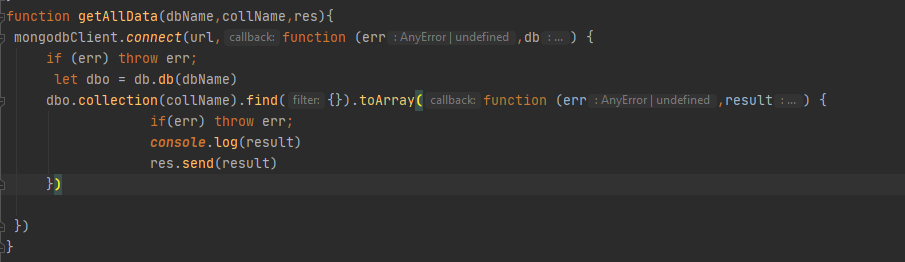 function getAllData(dbName,collName,res){
mongodbClient.connect(url, callback: function (err : AnyError | undefined ,db : ... ) {
if (err) throw err;
let dbo = db.db(dbName)
dbo.collection(collName).find( filter: {}).toArray( callback: function (err : AnyError | undefined ,result : ... ) {
if(err) throw err;
console.log(result)
res.send(result)
})
})
}